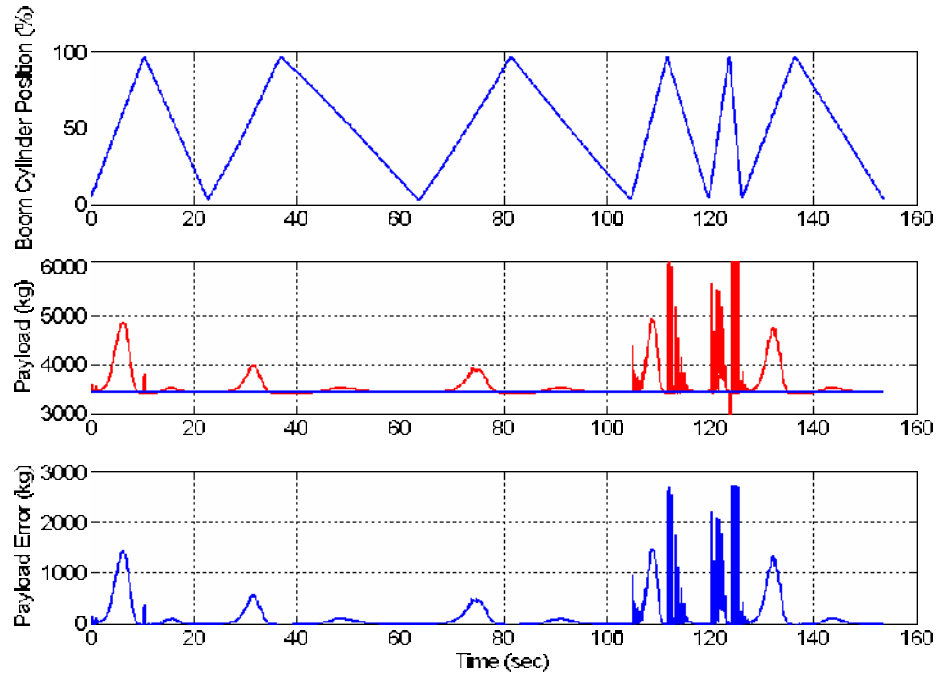 Boom Cylinder Position (%)
100
50
0
0 20 40 60 80 100 120 140 160
Payload (kg)
6000
5000
4000
3000
0 20 40 60 80 100 120 140 160
Payload Error (kg)
3000
2000
1000
0
0 20 40 60 80 100 120 140 160
Time (sec)